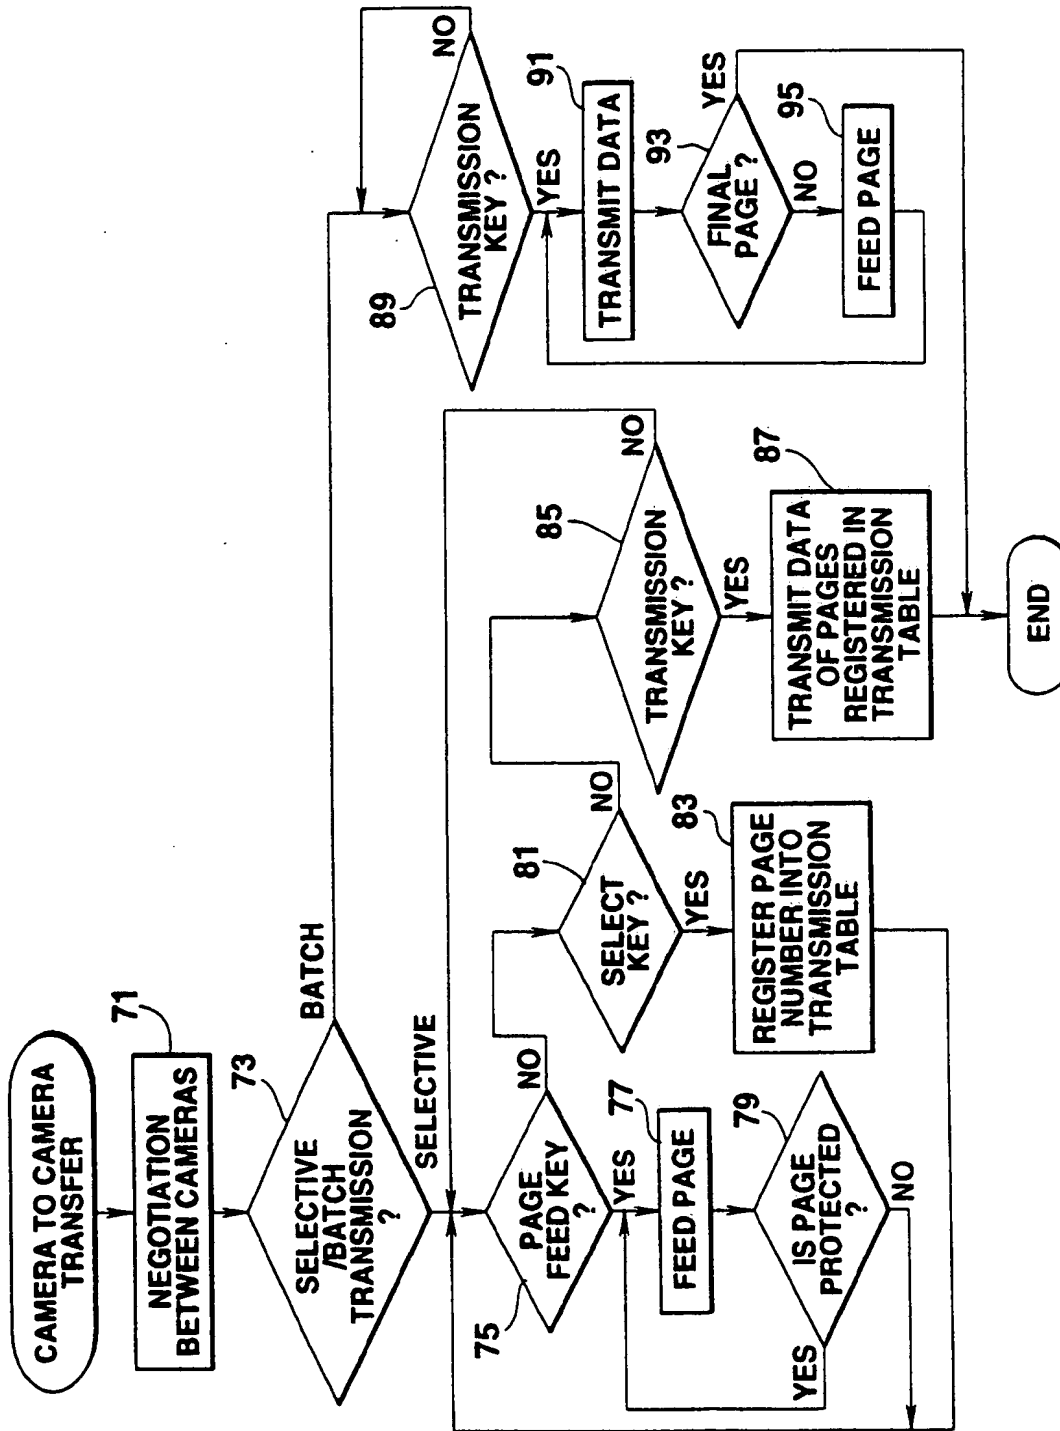 CAMERA TO CAMERA
TRANSFER
71
NEGOTIATION
BETWEEN CAMERAS
73
SELECTIVE
/BATCH
TRANSMISSION
?
BATCH
SELECTIVE
75
PAGE
FEED KEY
?
NO
YES
77
FEED PAGE
79
IS PAGE
PROTECTED
?
YES
NO
81
SELECT
KEY ?
NO
YES
83
REGISTER PAGE
NUMBER INTO
TRANSMISSION
TABLE
85
TRANSMISSION
KEY ?
NO
YES
87
TRANSMIT DATA
OF PAGES
REGISTERED IN
TRANSMISSION
TABLE
89
TRANSMISSION
KEY ?
NO
YES
91
TRANSMIT DATA
93
FINAL
PAGE ?
YES
NO
95
FEED PAGE
END